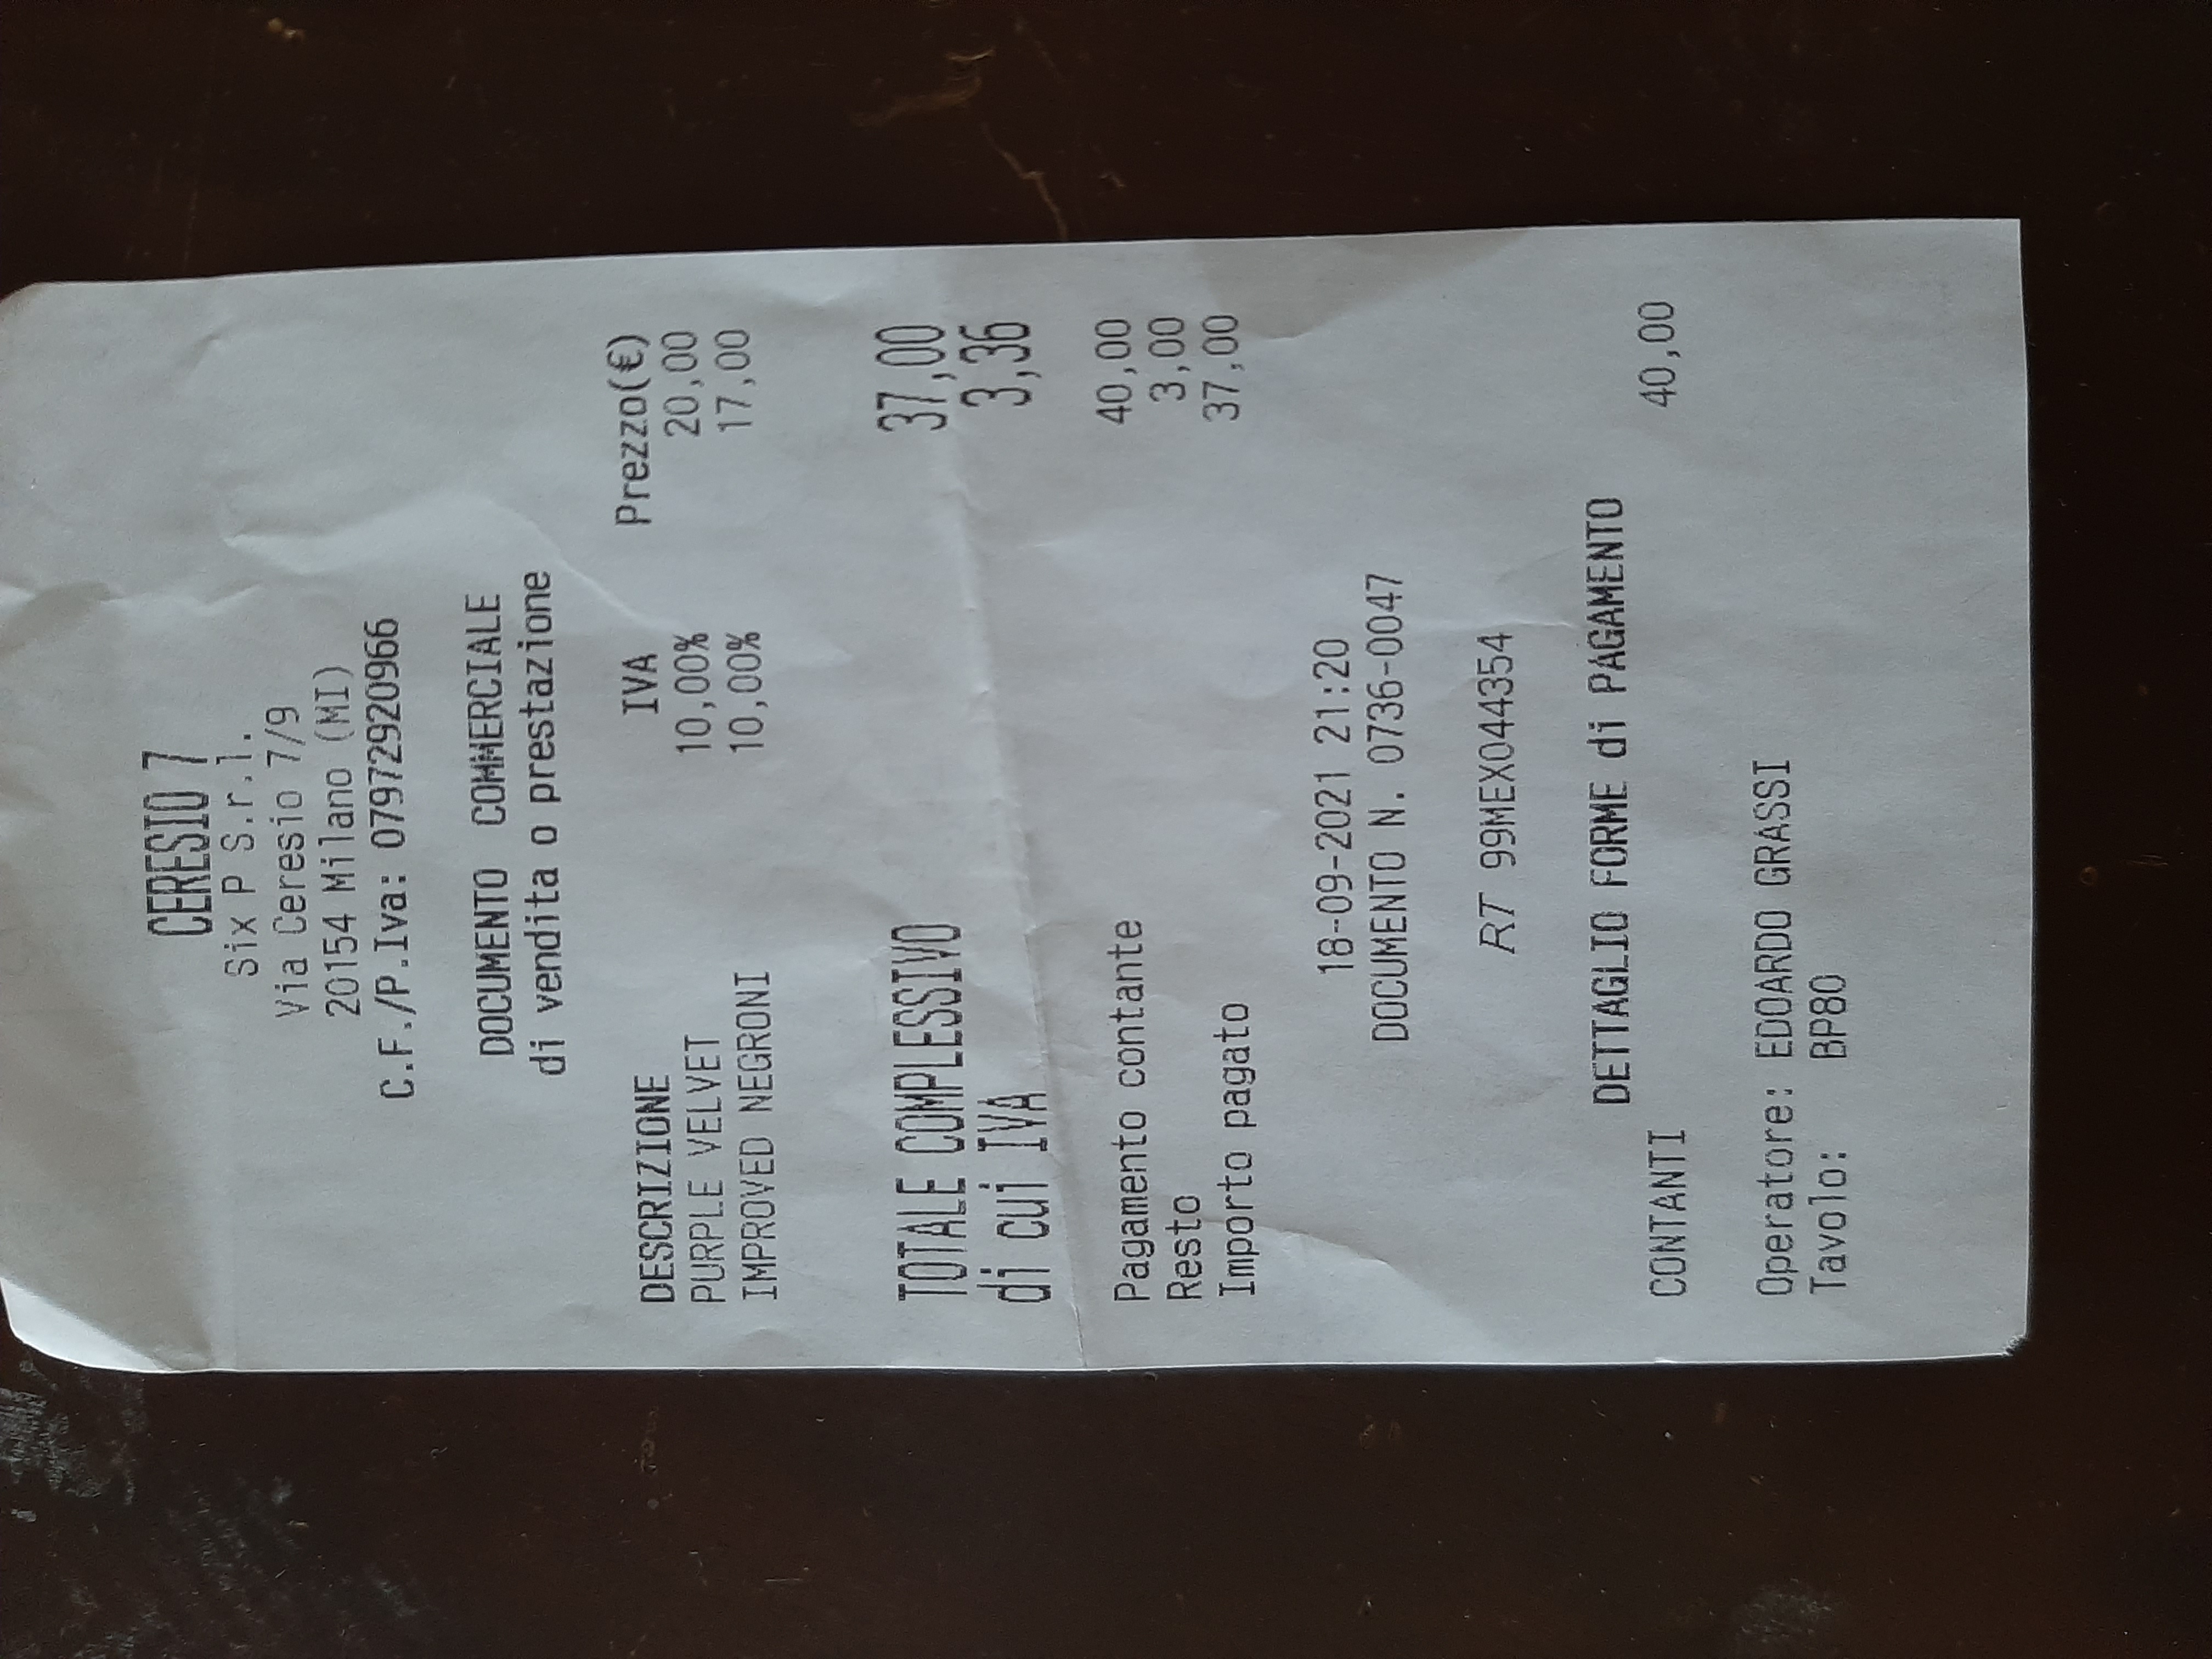 CERESIO 7
Six P S.r.l.
Via Ceresio 7/9
20154 Milano (MI)
C.F./P.Iva: 07972920966
DOCUMENTO COMMERCIALE
di vendita o prestazione
DESCRIZIONE IVA Prezzo(€)
PURPLE VELVET 10,00% 20,00
IMPROVED NEGRONI 10,00% 17,00
TOTALE COMPLESSIVO 37,00
di cui IVA 3,36
Pagamento contante 40,00
Resto 3,00
Importo pagato 37,00
18-09-2021 21:20
DOCUMENTO N. 0736-0047
RT 99MEX044354
DETTAGLIO FORME di PAGAMENTO
CONTANTI 40,00
Operatore: EDOARDO GRASSI
Tavolo: BP80